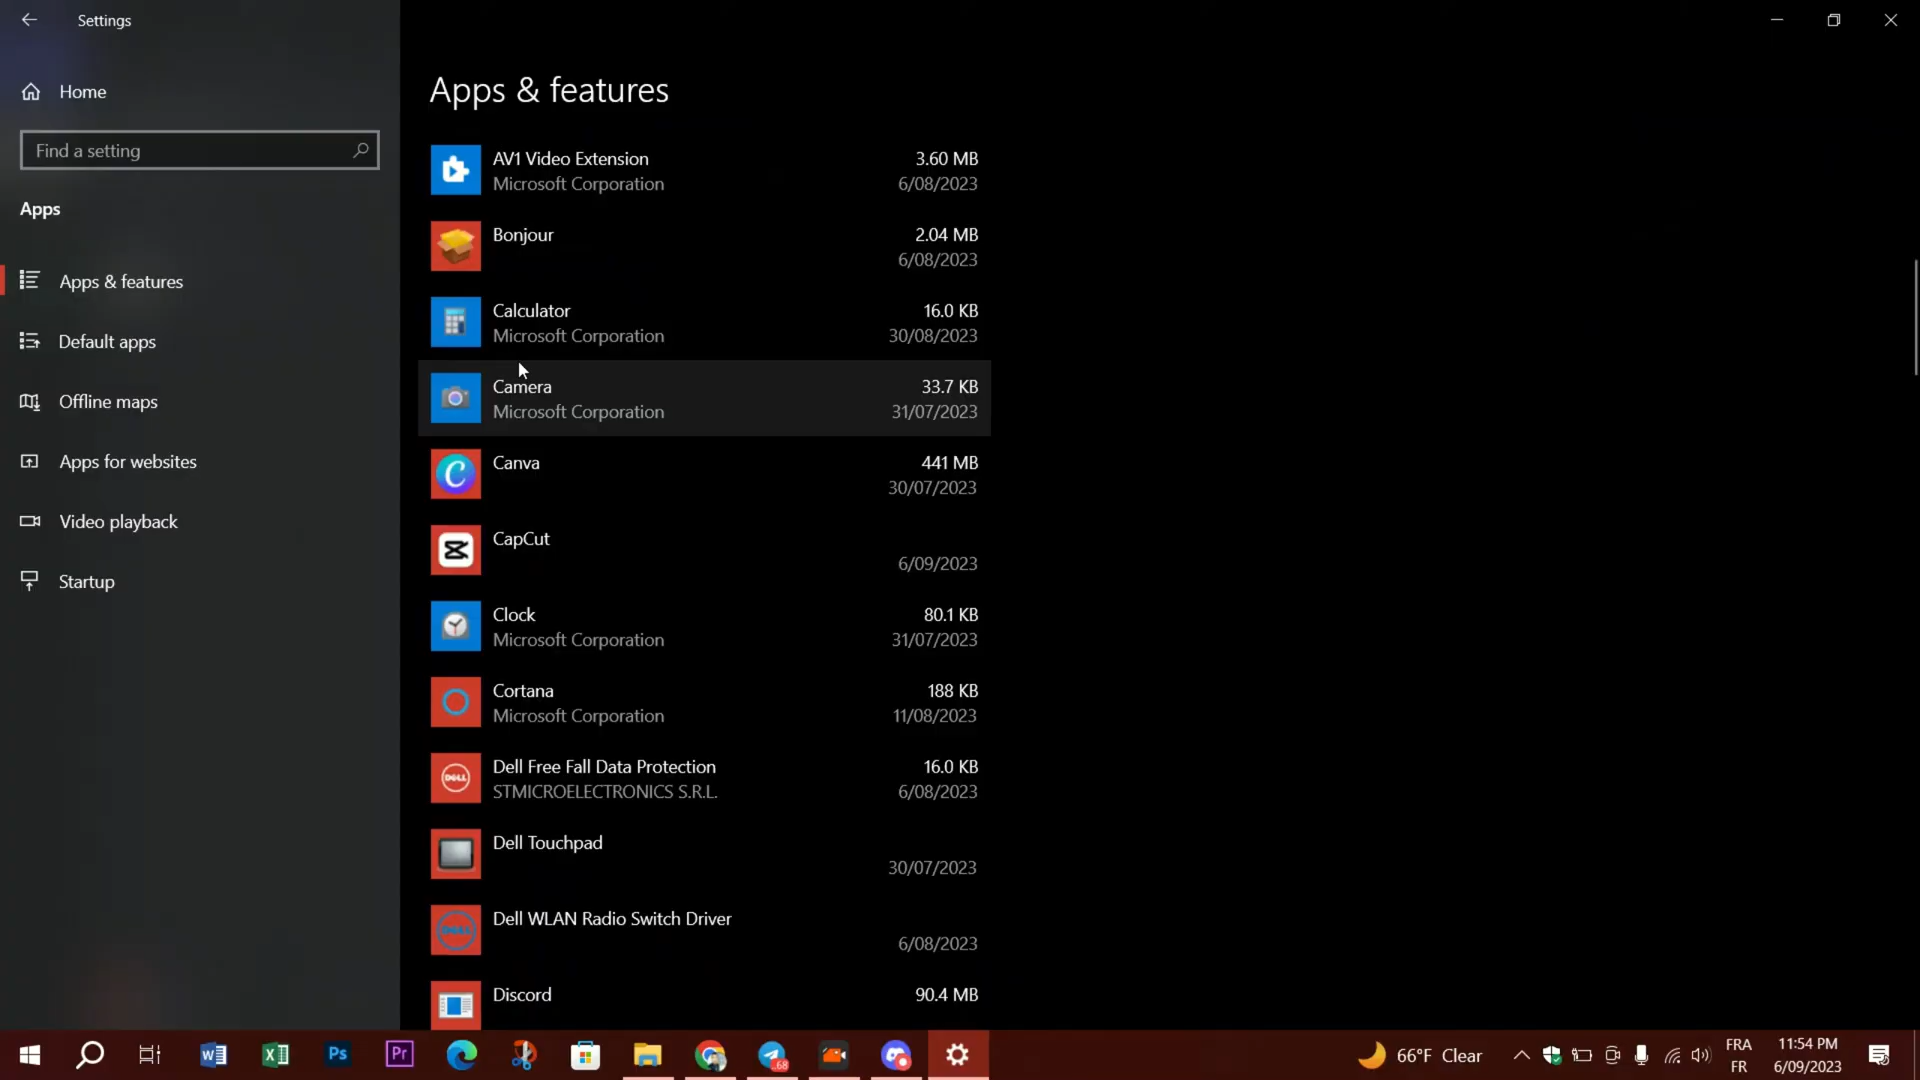 Settings
Home
Find a setting
Apps
Apps & features
Default apps
Offline maps
Apps for websites
Video playback
Startup
Apps & features
AV1 Video Extension 3.60 MB
Microsoft Corporation 6/08/2023
Bonjour 2.04 MB
6/08/2023
Calculator 16.0 KB
Microsoft Corporation 30/08/2023
Camera 33.7 KB
Microsoft Corporation 31/07/2023
Canva 441 MB
30/07/2023
CapCut
6/09/2023
Clock 80.1 KB
Microsoft Corporation 31/07/2023
Cortana 188 KB
Microsoft Corporation 11/08/2023
Dell Free Fall Data Protection 16.0 KB
STMICROELECTRONICS S.R.L. 6/08/2023
Dell Touchpad
30/07/2023
Dell WLAN Radio Switch Driver
6/08/2023
Discord 90.4 MB
Ps
Pr
68
66°F Clear
FRA
FR
11:54 PM
6/09/2023